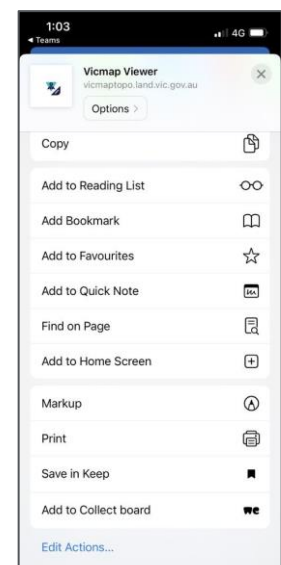 1:03
4G
◄ Teams
Vicmap Viewer
vicmaptopo.land.vic.gov.au
Options >
Copy
Add to Reading List
Add Bookmark
Add to Favourites
Add to Quick Note
Find on Page
Add to Home Screen
Markup
Print
Save in Keep
Add to Collect board
we
Edit Actions...